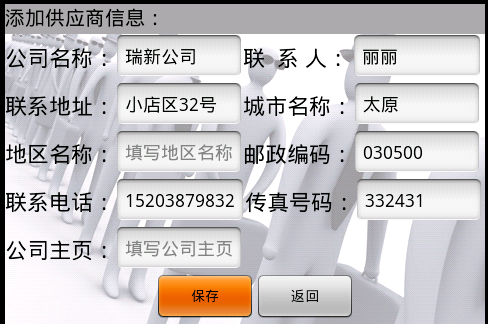 添加供应商信息：
公司名称： 瑞新公司 联 系 人： 丽丽
联系地址： 小店区32号 城市名称： 太原
地区名称： 填写地区名称 邮政编码： 030500
联系电话： 15203879832 传真号码： 332431
公司主页： 填写公司主页
保存 返回